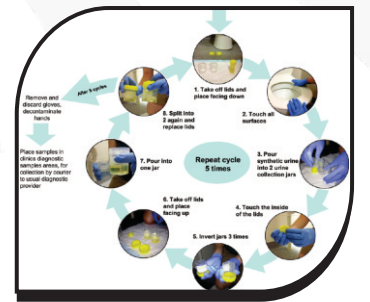 1. Take off lids and
place facing down
2. Touch all
surfaces
3. Pour
synthetic urine
into 2 urine
collection jars
4. Touch the inside
of the lids
5. Invert jars 3 times
6. Take off lids
and place
facing up
7. Pour into
one jar
8. Split into
2 again and
replace lids
Repeat cycle
5 times
After 5 cycles
Remove and
discard gloves,
decontaminate
hands
Place samples in
clinics diagnostic
samples areas, for
collection by courier
to usual diagnostic
provider